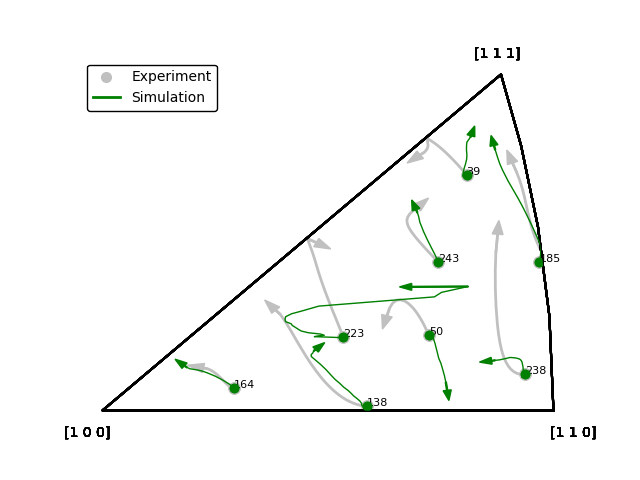 [1 1 1]
Experiment
Simulation
39
243
185
223
50
238
164
138
[1 0 0]
[1 1 0]